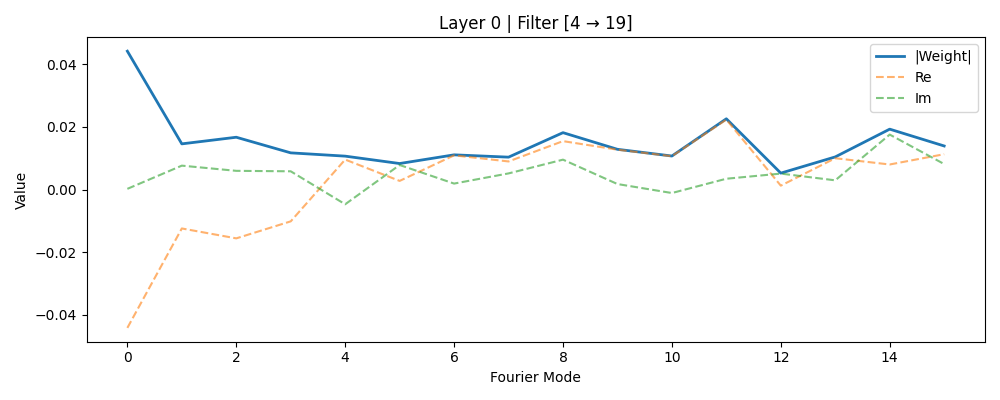 Layer 0 | Filter [4 → 19]
|Weight|
Re
Im
0.04
0.02
0.00
−0.02
−0.04
Value
0 2 4 6 8 10 12 14
Fourier Mode